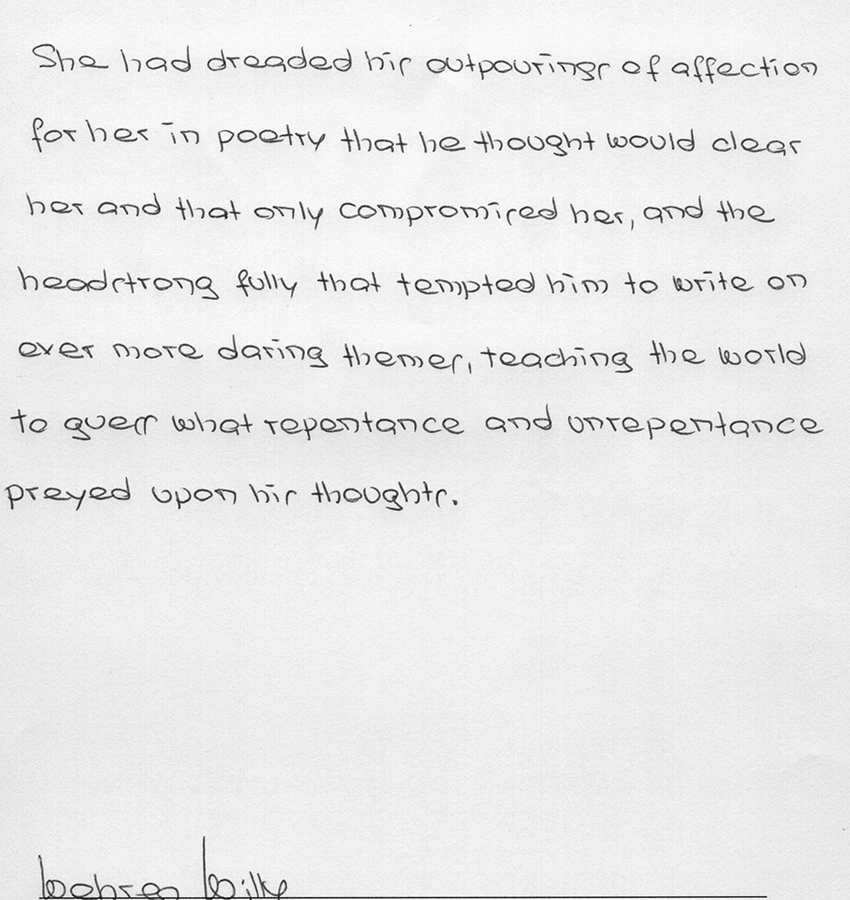 She had dreaded his outpourings of affection
for her in poetry that he thought would clear
her and that only compromised her, and the
headstrong fully that tempted him to write on
ever more daring themes, teaching the world
to guess what repentance and unrepentance
preyed upon his thoughts.